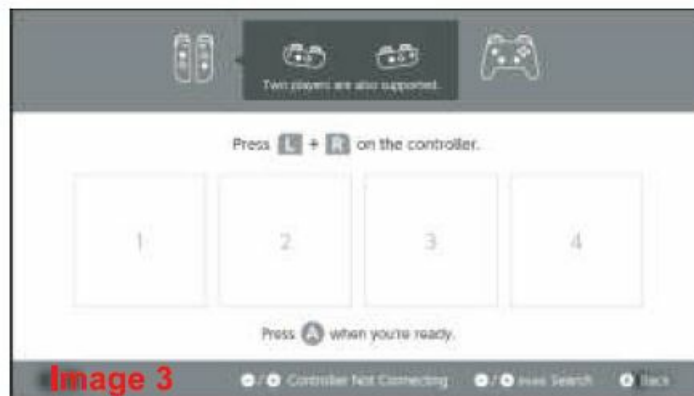 Two players are also supported.
Press L + R on the controller.
1 2 3 4
Press A when you're ready.
Image 3 Controller Not Connecting Search Back